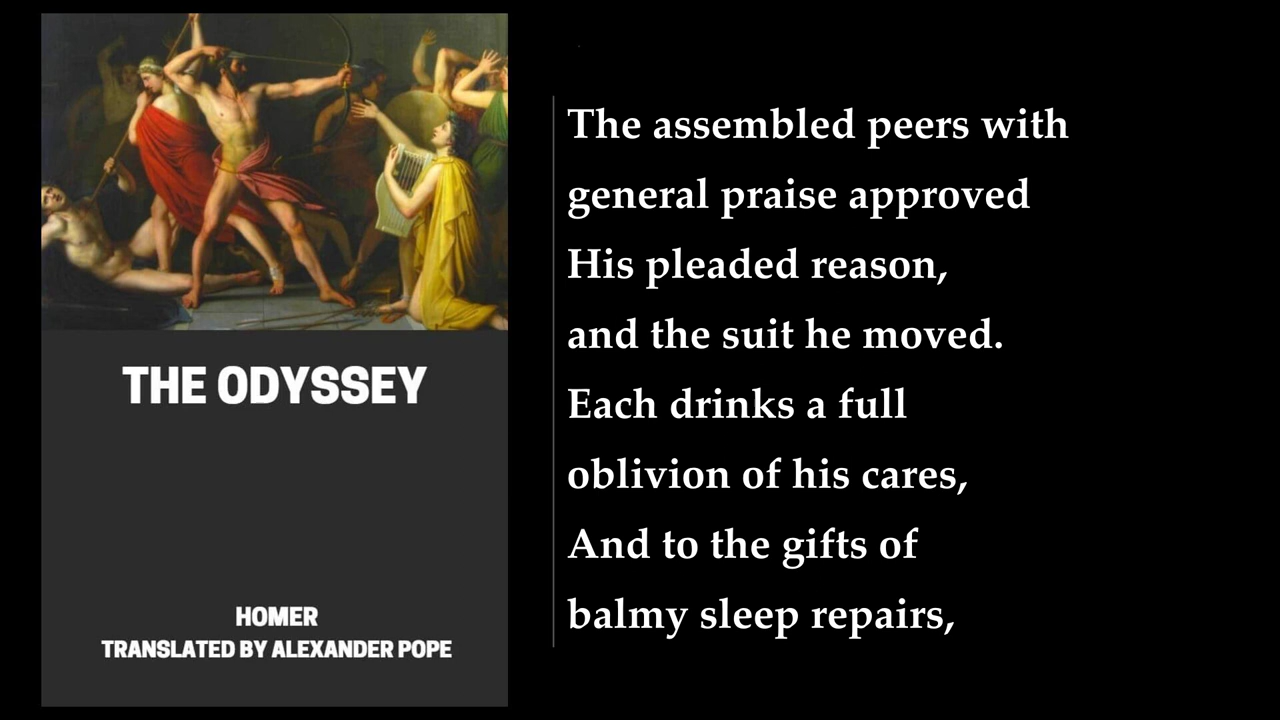 THE ODYSSEY
HOMER
TRANSLATED BY ALEXANDER POPE
The assembled peers with
general praise approved
His pleaded reason,
and the suit he moved.
Each drinks a full
oblivion of his cares,
And to the gifts of
balmy sleep repairs,